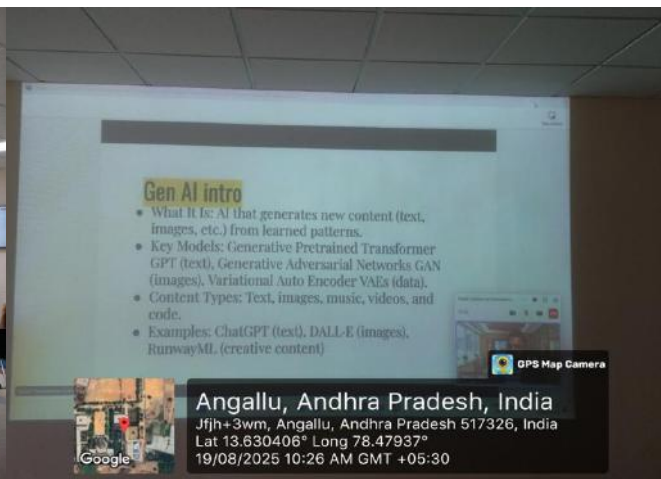 Gen AI intro
• What It Is: AI that generates new content (text,
images, etc.) from learned patterns.
• Key Models: Generative Pretrained Transformer
GPT (text), Generative Adversarial Networks GAN
(images), Variational Auto Encoder VAEs (data).
• Content Types: Text, images, music, videos, and
code.
• Examples: ChatGPT (text), DALL-E (images),
RunwayML (creative content)
GPS Map Camera
Angallu, Andhra Pradesh, India
Jfjh+3wm, Angallu, Andhra Pradesh 517326, India
Lat 13.630406° Long 78.47937°
19/08/2025 10:26 AM GMT +05:30
Google